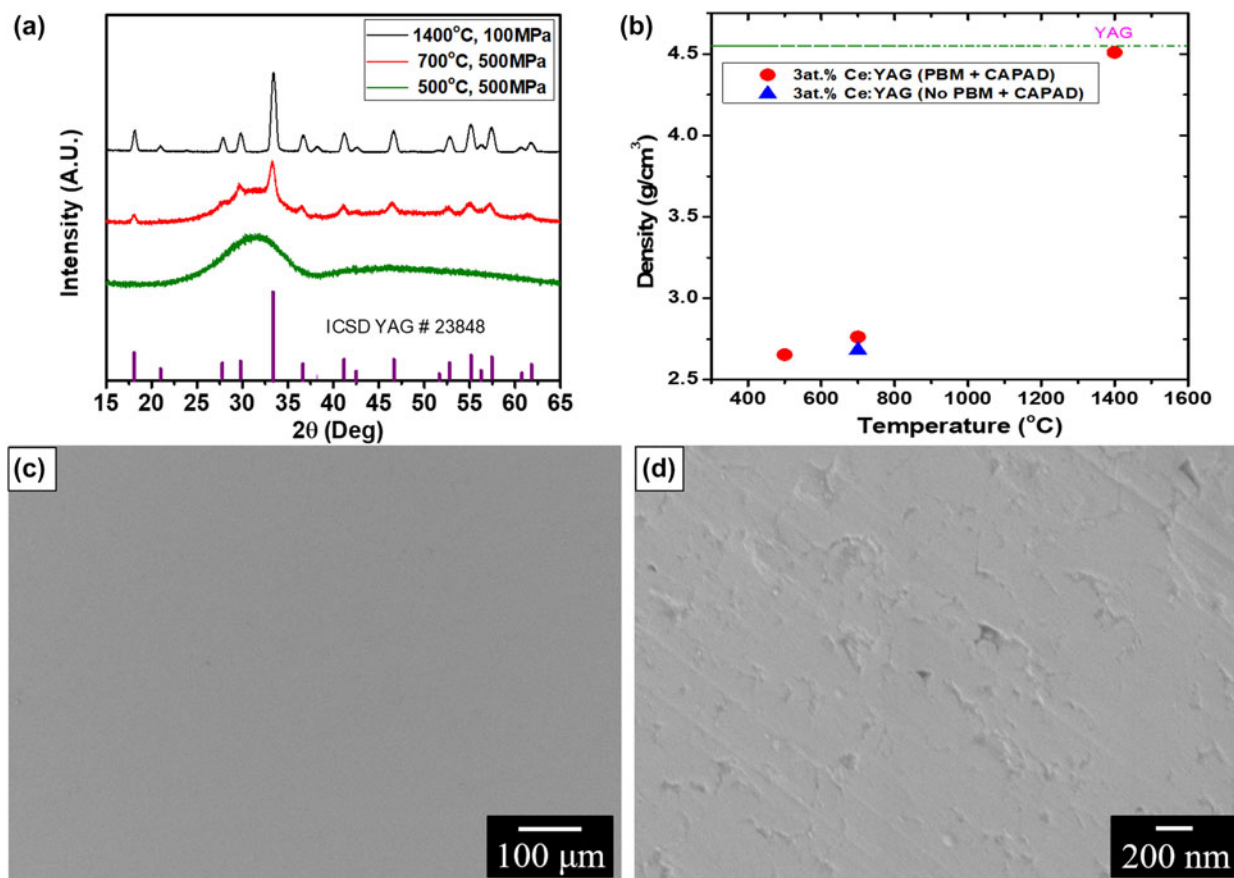 (a)
1400°C, 100MPa
700°C, 500MPa
500°C, 500MPa
Intensity (A.U.)
ICSD YAG # 23848
15 20 25 30 35 40 45 50 55 60 65
2θ (Deg)
(b)
YAG
3at.% Ce:YAG (PBM + CAPAD)
3at.% Ce:YAG (No PBM + CAPAD)
Density (g/cm³)
4.5
4.0
3.5
3.0
2.5
400 600 800 1000 1200 1400 1600
Temperature (°C)
(c)
100 μm
(d)
200 nm